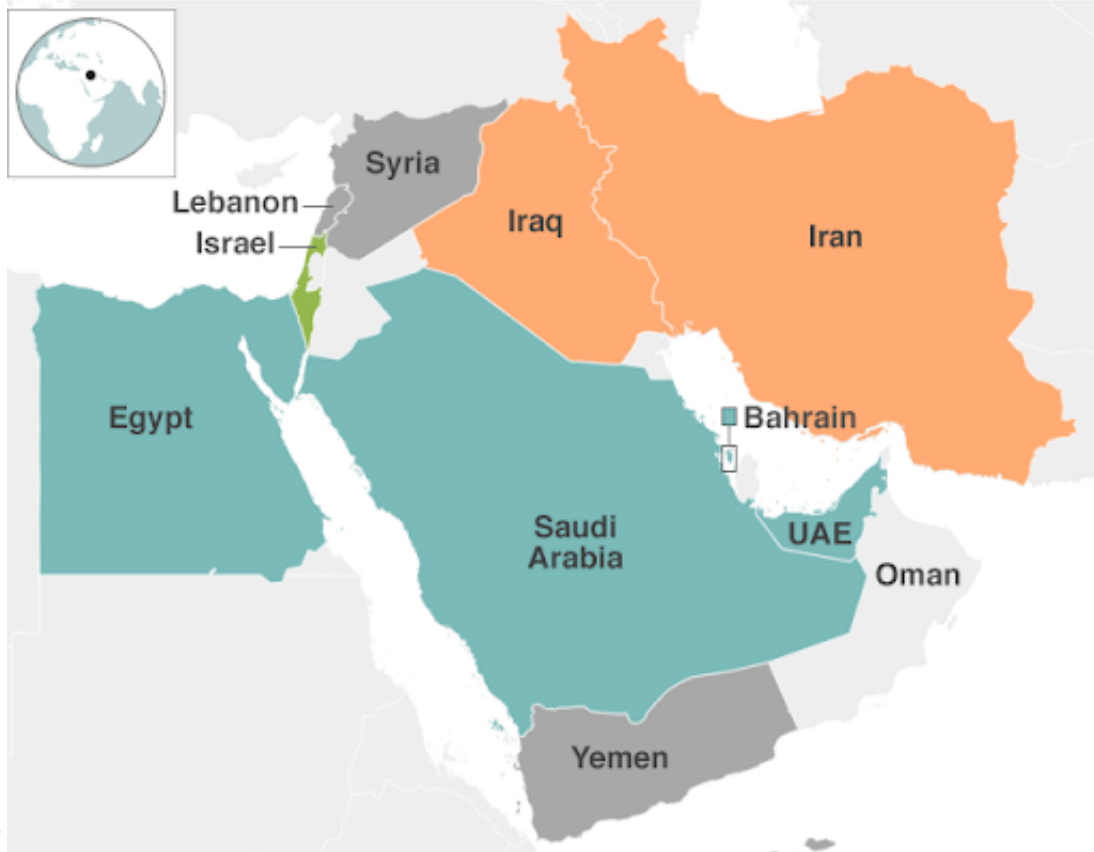 Syria
Lebanon
Israel
Iraq
Iran
Egypt
Bahrain
Saudi
Arabia
UAE
Oman
Yemen